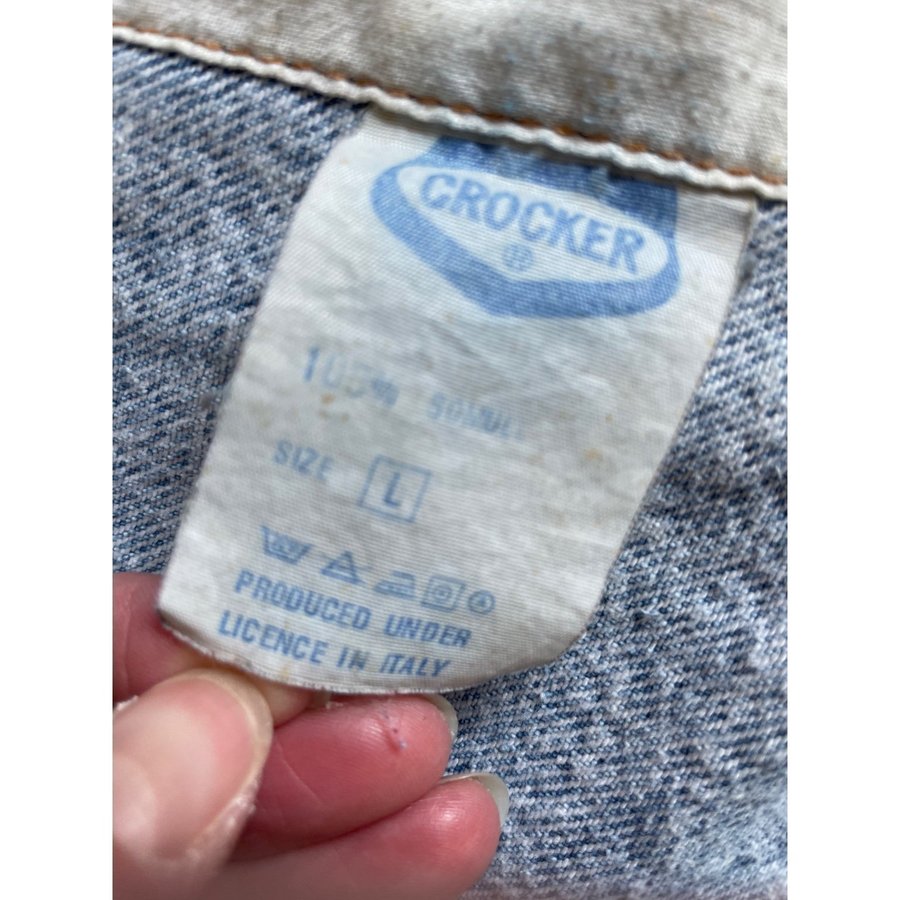 CROCKER
®
100%
SIZE L
PRODUCED UNDER
LICENCE IN ITALY